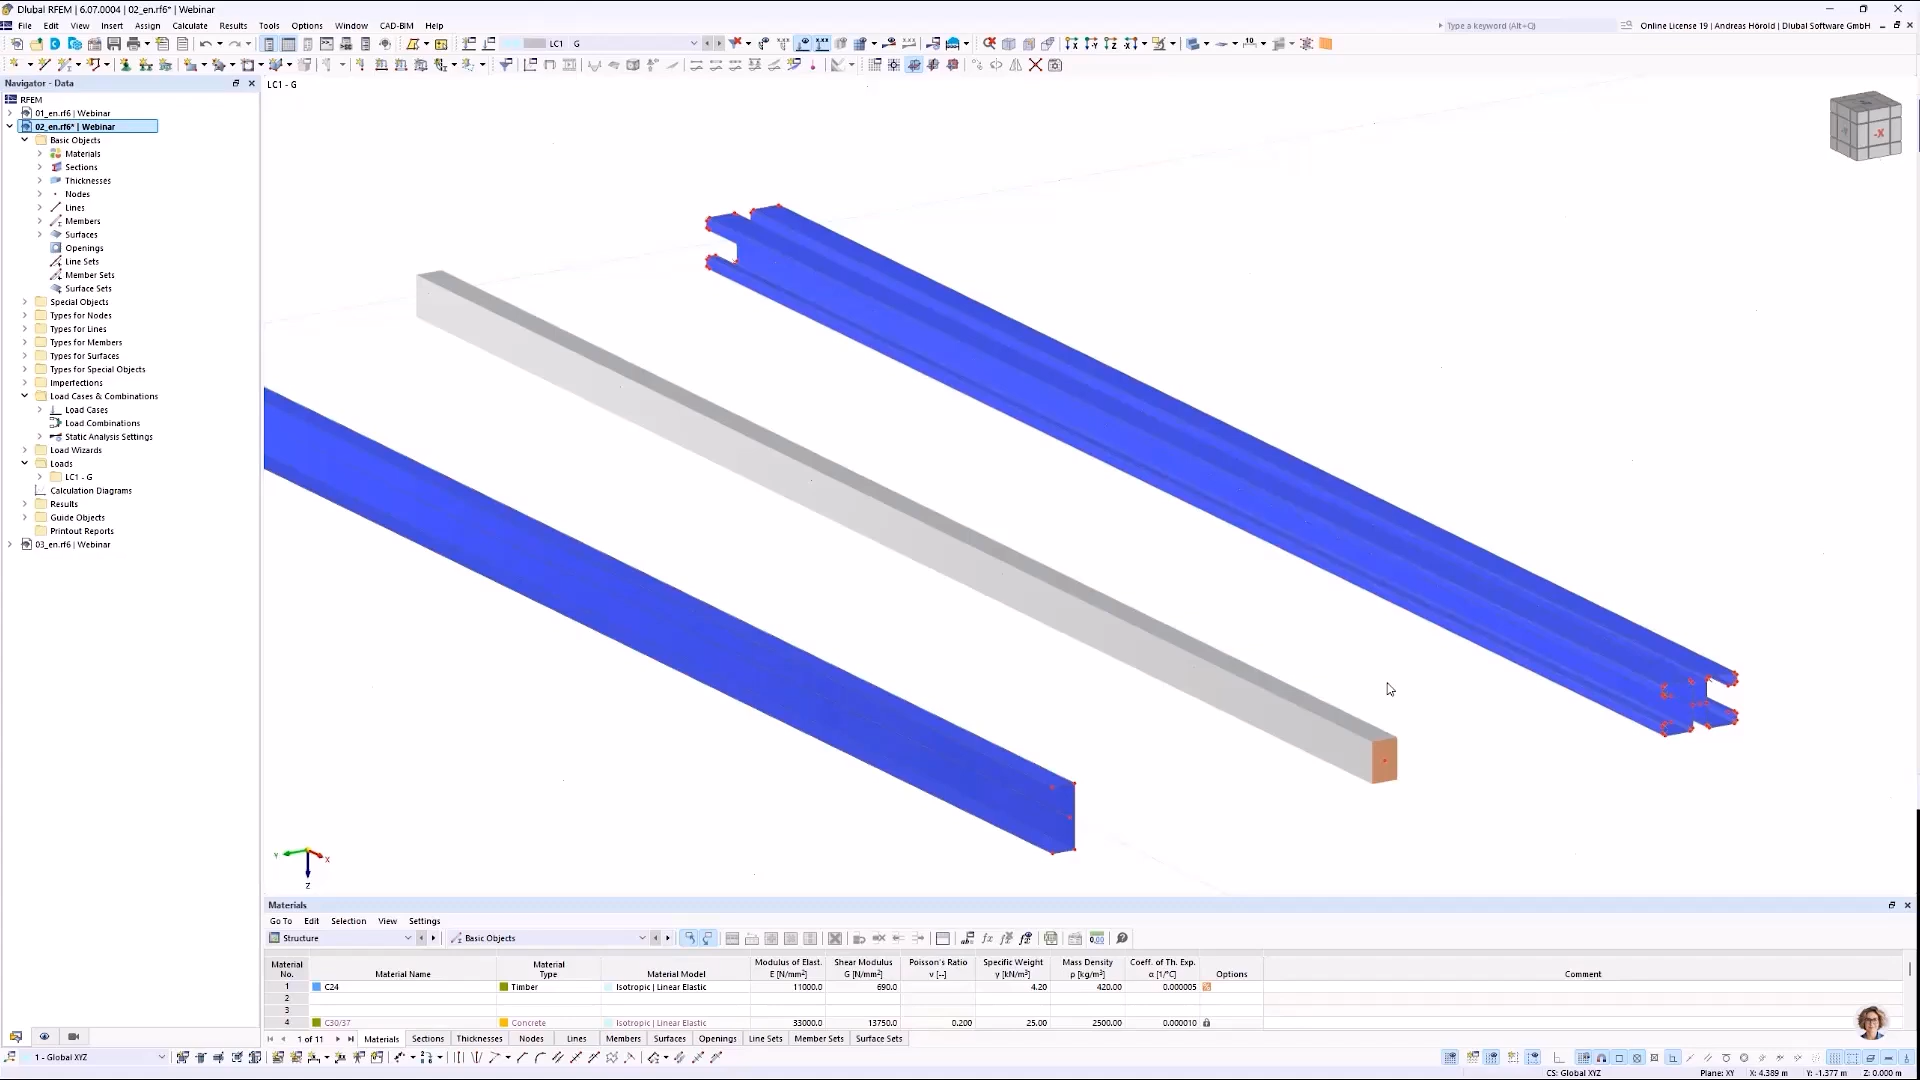 Dlubal RFEM | 6.07.0004 | 02_en.rf6* | Webinar
File Edit View Insert Assign Calculate Results Tools Options Window CAD-BIM Help
Type a keyword (Alt+Q)
Online License 19 | Andreas Hörold | Dlubal Software GmbH
LC1 G
Navigator - Data
LC1 - G
RFEM
01_en.rf6 | Webinar
02_en.rf6* | Webinar
Basic Objects
Materials
Sections
Thicknesses
Nodes
Lines
Members
Surfaces
Openings
Line Sets
Member Sets
Surface Sets
Special Objects
Types for Nodes
Types for Lines
Types for Members
Types for Surfaces
Types for Special Objects
Imperfections
Load Cases & Combinations
Load Cases
Load Combinations
Static Analysis Settings
Load Wizards
Loads
LC1 - G
Calculation Diagrams
Results
Guide Objects
Printout Reports
03_en.rf6 | Webinar
-X
Y X
Z
Materials
Go To Edit Selection View Settings
Structure Basic Objects
Material No. Material Name Material Type Material Model Modulus of Elast. E [N/mm²] Shear Modulus G [N/mm²] Poisson's Ratio ν [--] Specific Weight γ [kN/m³] Mass Density ρ [kg/m³] Coeff. of Th. Exp. α [1/°C] Options Comment
1 C24 Timber Isotropic | Linear Elastic 11000.0 690.0 4.20 420.00 0.000005
2
3
4 C30/37 Concrete Isotropic | Linear Elastic 33000.0 13750.0 0.200 25.00 2500.00 0.000010
1 of 11 Materials Sections Thicknesses Nodes Lines Members Surfaces Openings Line Sets Member Sets Surface Sets
1 - Global XYZ
CS: Global XYZ Plane: XY X: 4.389 m Y: -1.377 m Z: 0.000 m